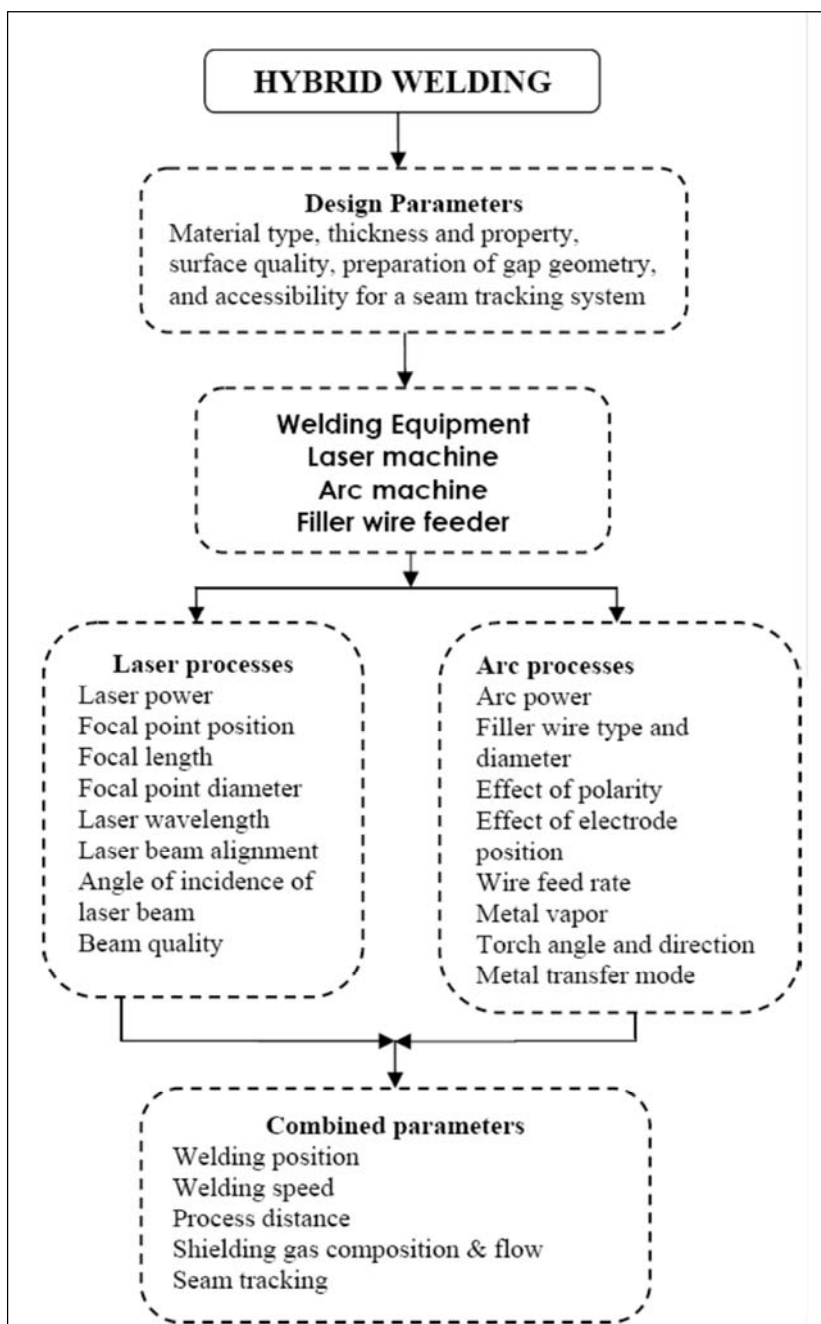 HYBRID WELDING
Design Parameters
Material type, thickness and property,
surface quality, preparation of gap geometry,
and accessibility for a seam tracking system
Welding Equipment
Laser machine
Arc machine
Filler wire feeder
Laser processes
Laser power
Focal point position
Focal length
Focal point diameter
Laser wavelength
Laser beam alignment
Angle of incidence of
laser beam
Beam quality
Arc processes
Arc power
Filler wire type and
diameter
Effect of polarity
Effect of electrode
position
Wire feed rate
Metal vapor
Torch angle and direction
Metal transfer mode
Combined parameters
Welding position
Welding speed
Process distance
Shielding gas composition & flow
Seam tracking